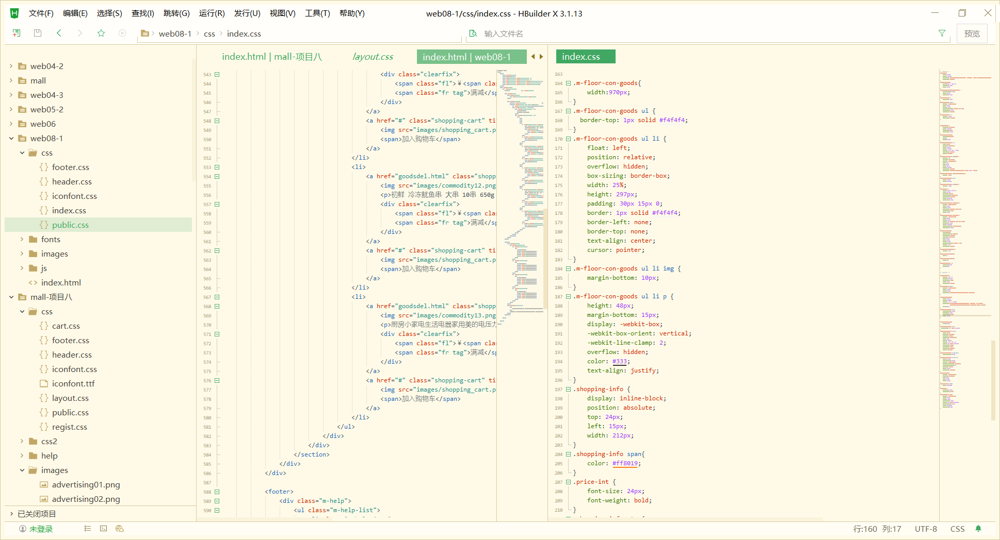 文件(F) 编辑(E) 选择(S) 查找(I) 跳转(G) 运行(R) 发行(U) 视图(V) 工具(T) 帮助(Y) web08-1/css/index.css - HBuilder X 3.1.13
web08-1 css index.css 输入文件名 预览
web04-2
mall
web04-3
web05-2
web06
web08-1
css
footer.css
header.css
iconfont.css
index.css
public.css
fonts
images
js
index.html
mall-项目八
css
cart.css
footer.css
header.css
iconfont.css
iconfont.ttf
layout.css
public.css
regist.css
css2
help
images
advertising01.png
advertising02.png
已关闭项目
index.html | mall-项目八 layout.css index.html | web08-1
543 <div class="clearfix">
544 <span class="fl">¥<span clas
545 <span class="fr tag">满减</sp
546 </div>
547 </a>
548 <a href="#" class="shopping-cart" tit
549 <img src="images/shopping_cart.p
550 <span>加入购物车</span>
551 </a>
552 </li>
553 <li>
554 <a href="goodsdel.html" class="shopp
555 <img src="images/commodity12.png
556 <p>初鲜 冷冻鱿鱼串 大串 10串 650g
557 <div class="clearfix">
558 <span class="fl">¥<span clas
559 <span class="fr tag">满减</sp
560 </div>
561 </a>
562 <a href="#" class="shopping-cart" tit
563 <img src="images/shopping_cart.p
564 <span>加入购物车</span>
565 </a>
566 </li>
567 <li>
568 <a href="goodsdel.html" class="shopp
569 <img src="images/commodity13.png
570 <p>厨房小家电生活电器家用美的电压力
571 <div class="clearfix">
572 <span class="fl">¥<span clas
573 <span class="fr tag">满减</sp
574 </div>
575 </a>
576 <a href="#" class="shopping-cart" tit
577 <img src="images/shopping_cart.p
578 <span>加入购物车</span>
579 </a>
580 </li>
581 </ul>
582 </div>
583 </div>
584 </section>
585 </div>
586 </div>
587
588 <footer>
589 <div class="m-help">
590 <ul class="m-help-list">
index.css
163
164 .m-floor-con-goods{
165 width:970px;
166 }
167 .m-floor-con-goods ul {
168 border-top: 1px solid #f4f4f4;
169 }
170 .m-floor-con-goods ul li {
171 float: left;
172 position: relative;
173 overflow: hidden;
174 box-sizing: border-box;
175 width: 25%;
176 height: 297px;
177 padding: 30px 15px 0;
178 border: 1px solid #f4f4f4;
179 border-left: none;
180 border-top: none;
181 text-align: center;
182 cursor: pointer;
183 }
184 .m-floor-con-goods ul li img {
185 margin-bottom: 10px;
186 }
187 .m-floor-con-goods ul li p {
188 height: 48px;
189 margin-bottom: 15px;
190 display: -webkit-box;
191 -webkit-box-orient: vertical;
192 -webkit-line-clamp: 2;
193 overflow: hidden;
194 color: #333;
195 text-align: justify;
196 }
197 .shopping-info {
198 display: inline-block;
199 position: absolute;
200 top: 24px;
201 left: 15px;
202 width: 212px;
203 }
204 .shopping-info span{
205 color: #ff8019;
206 }
207 .price-int {
208 font-size: 24px;
209 font-weight: bold;
210 }
未登录 行:160 列:17 UTF-8 CSS